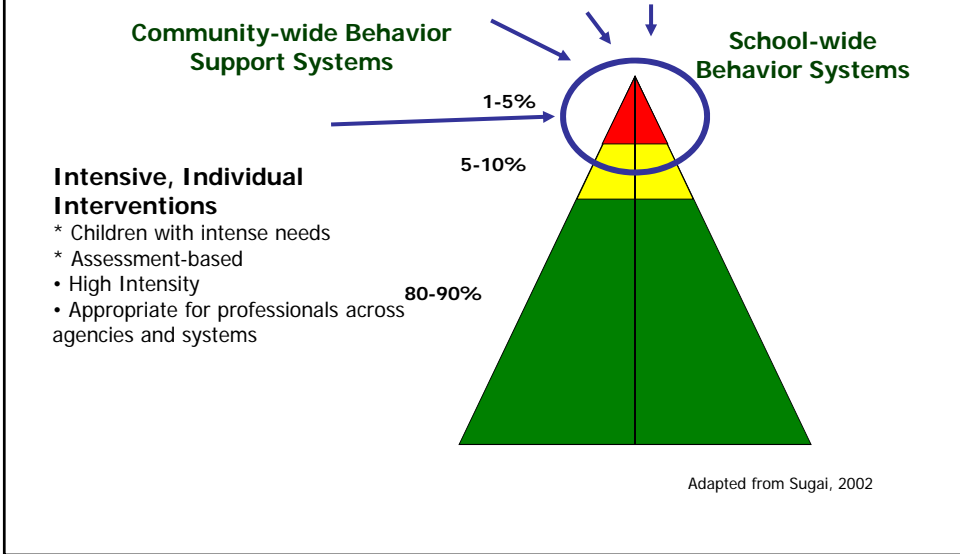 Community-wide Behavior
Support Systems
School-wide
Behavior Systems
1-5%
5-10%
Intensive, Individual
Interventions
* Children with intense needs
* Assessment-based
• High Intensity
• Appropriate for professionals across
agencies and systems
80-90%
Adapted from Sugai, 2002